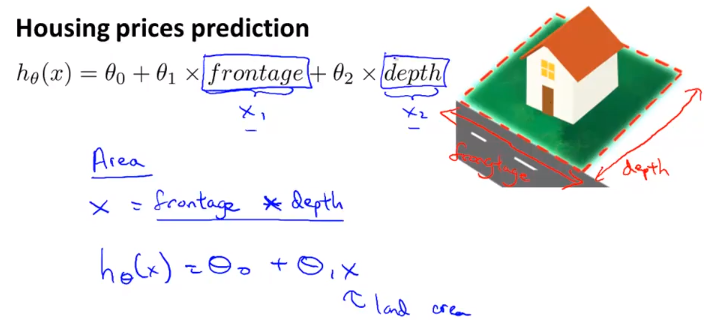 Housing prices prediction
hθ(x) = θ₀ + θ₁ × frontage + θ₂ × depth
x₁ x₂
frontage depth
Area
x = frontage * depth
hθ(x) = θ₀ + θ₁x
land area